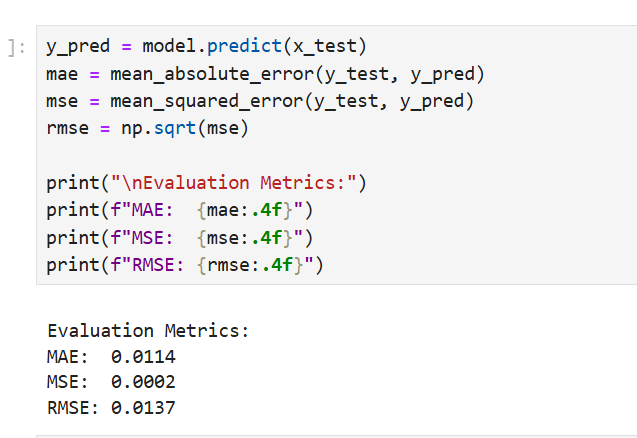 ]:
y_pred = model.predict(x_test)
mae = mean_absolute_error(y_test, y_pred)
mse = mean_squared_error(y_test, y_pred)
rmse = np.sqrt(mse)
print("\nEvaluation Metrics:")
print(f"MAE:  {mae:.4f}")
print(f"MSE:  {mse:.4f}")
print(f"RMSE: {rmse:.4f}")
Evaluation Metrics:
MAE:  0.0114
MSE:  0.0002
RMSE: 0.0137